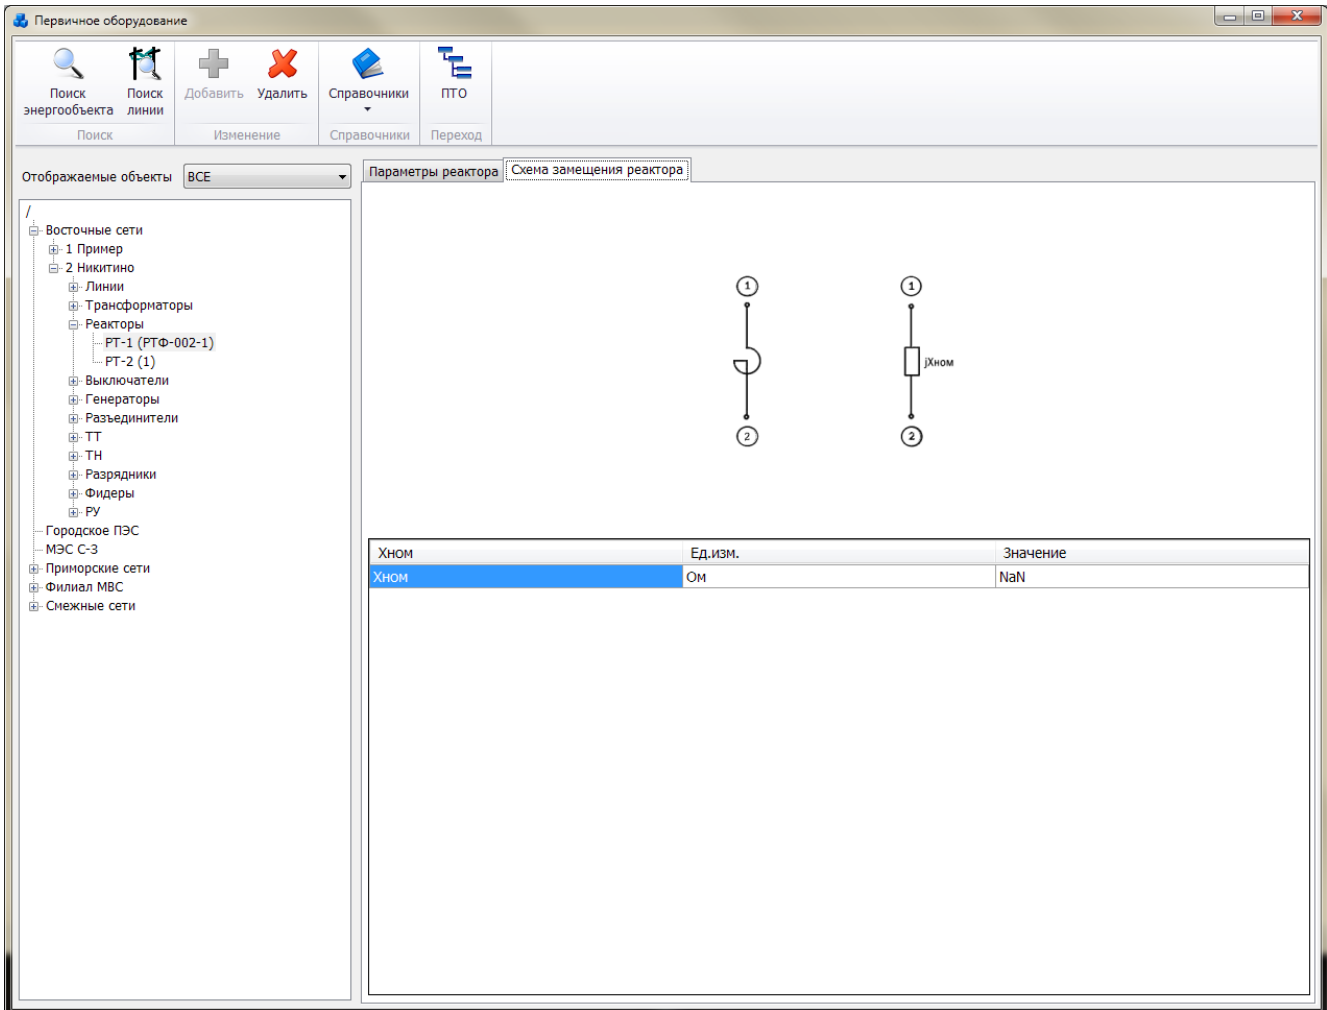 Первичное оборудование
Поиск энергообъекта
Поиск линии
Добавить
Удалить
Справочники
ПТО
Поиск
Изменение
Справочники
Переход
Отображаемые объекты
ВСЕ
/
Восточные сети
1 Пример
2 Никитино
Линии
Трансформаторы
Реакторы
РТ-1 (РТФ-002-1)
РТ-2 (1)
Выключатели
Генераторы
Разъединители
ТТ
ТН
Разрядники
Фидеры
РУ
Городское ПЭС
МЭС С-3
Приморские сети
Филиал МВС
Смежные сети
Параметры реактора
Схема замещения реактора
1
1
jХном
2
2
Хном Ед.изм. Значение
Хном Ом NaN